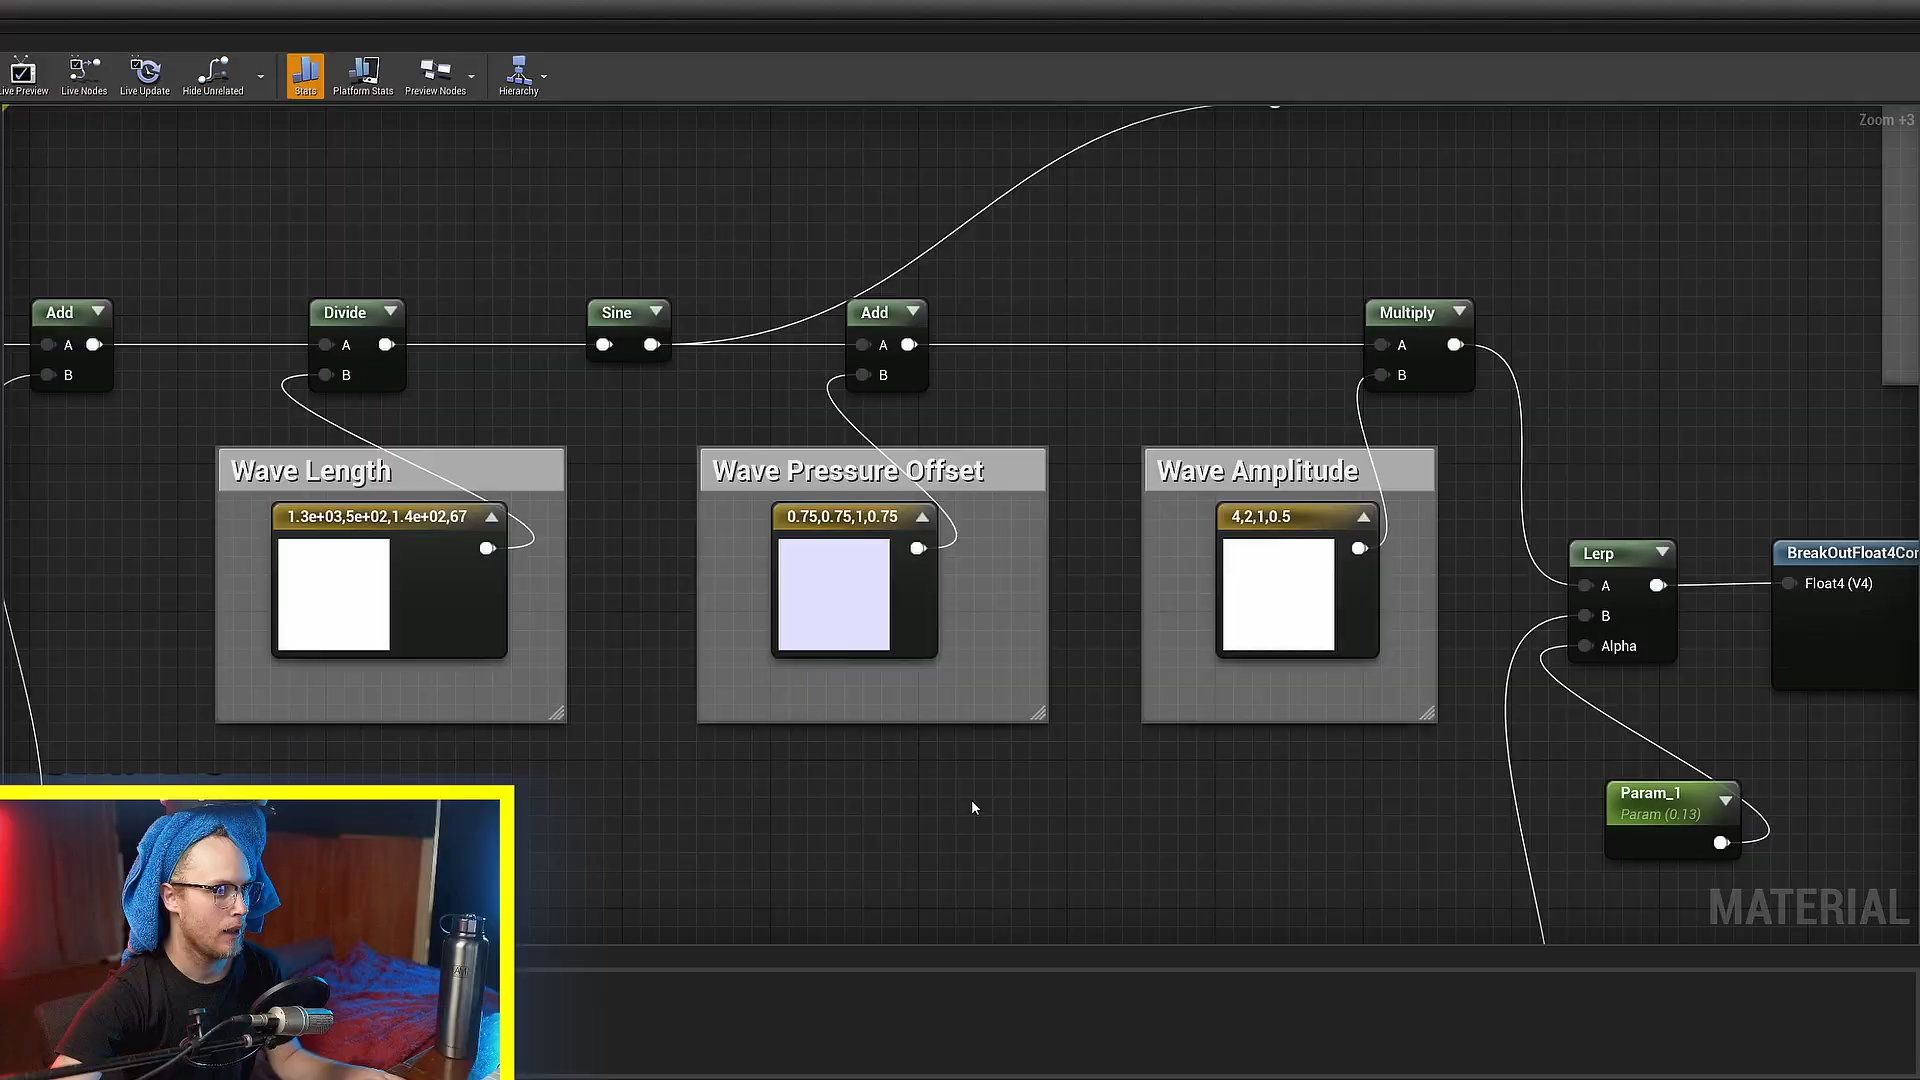 Live Preview
Live Nodes
Live Update
Hide Unrelated
Stats
Platform Stats
Preview Nodes
Hierarchy
Zoom +3
Add
A
B
Divide
A
B
Sine
Add
A
B
Multiply
A
B
Wave Length
1.3e+03,5e+02,1.4e+02,67
Wave Pressure Offset
0.75,0.75,1,0.75
Wave Amplitude
4,2,1,0.5
Lerp
A
B
Alpha
BreakOutFloat4Co
Float4 (V4)
Param_1
Param (0.13)
MATERIAL